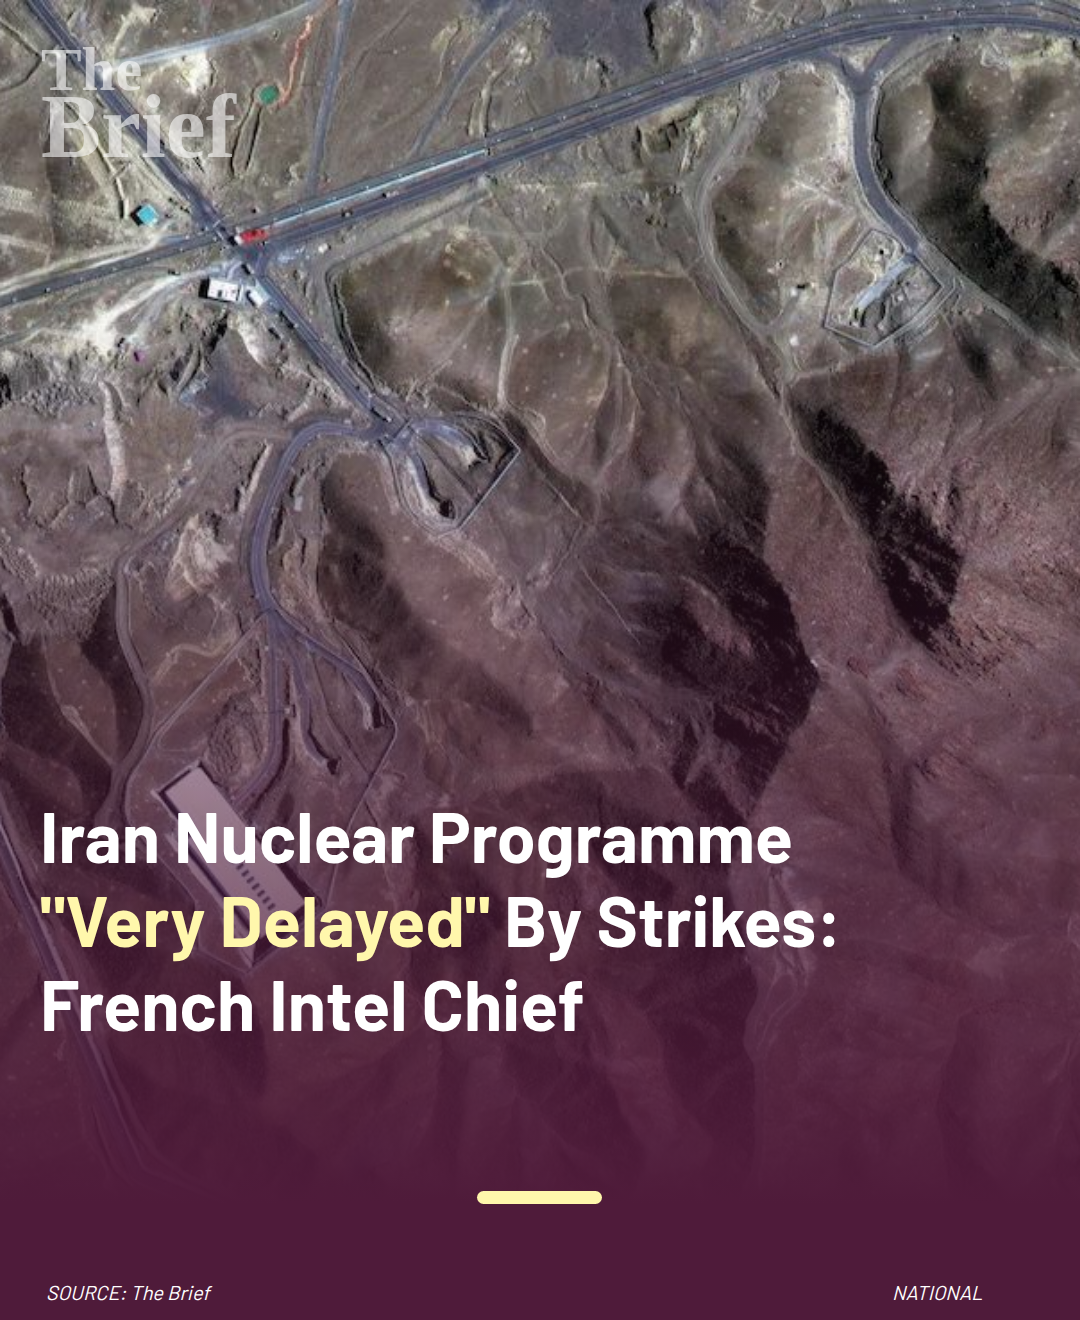 The
Brief
Iran Nuclear Programme
"Very Delayed" By Strikes:
French Intel Chief
SOURCE: The Brief
NATIONAL